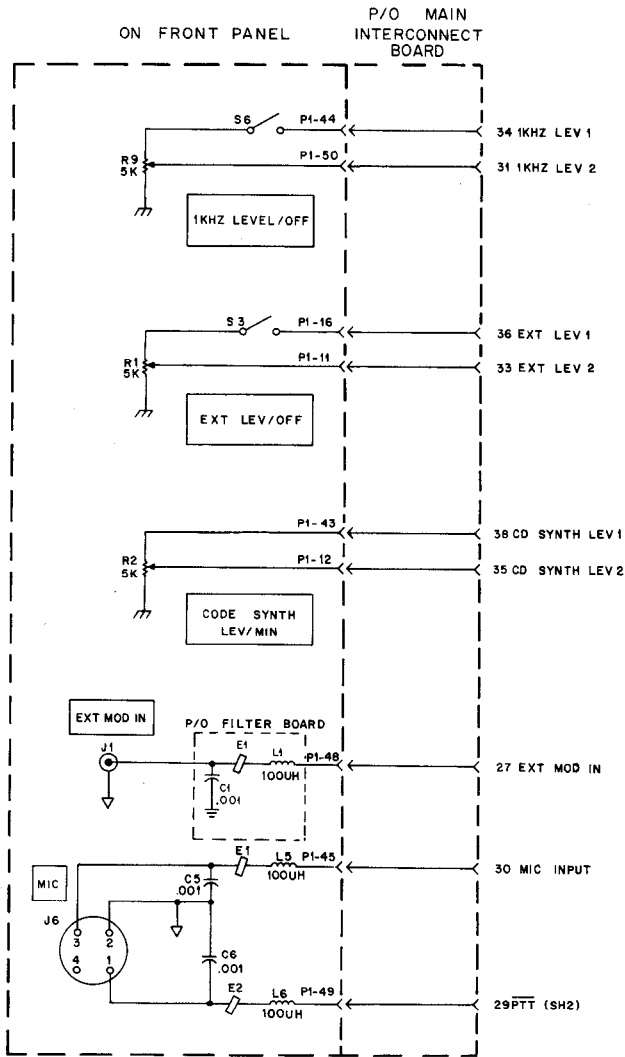 P/O MAIN
INTERCONNECT
BOARD
ON FRONT PANEL
S6
P1-44
34 1KHZ LEV 1
R9
5K
P1-50
31 1KHZ LEV 2
1KHZ LEVEL/OFF
S3
P1-16
36 EXT LEV 1
R1
5K
P1-11
33 EXT LEV 2
EXT LEV/OFF
P1-43
38 CD SYNTH LEV 1
R2
5K
P1-12
35 CD SYNTH LEV 2
CODE SYNTH
LEV/MIN
EXT MOD IN
P/O FILTER BOARD
J1
E1
L1
100UH
P1-48
27 EXT MOD IN
C1
.001
E1
L5
100UH
P1-45
30 MIC INPUT
MIC
C5
.001
J6
3
2
4
1
C6
.001
E2
L6
100UH
P1-49
29 PTT (SH2)